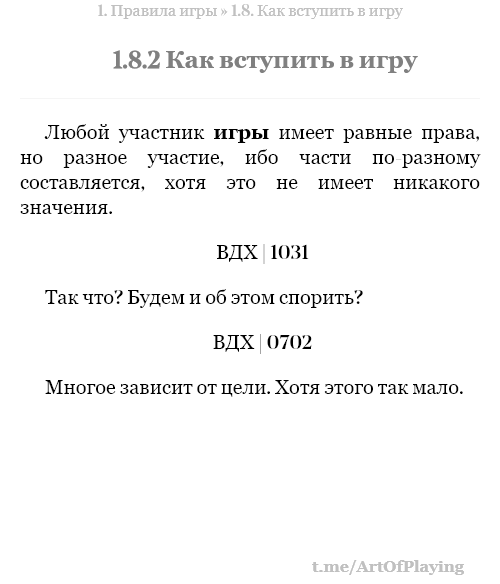 1. Правила игры » 1.8. Как вступить в игру
1.8.2 Как вступить в игру
Любой участник игры имеет равные права,
но разное участие, ибо части по-разному
составляется, хотя это не имеет никакого
значения.
ВДХ | 1031
Так что? Будем и об этом спорить?
ВДХ | 0702
Многое зависит от цели. Хотя этого так мало.
t.me/ArtOfPlaying